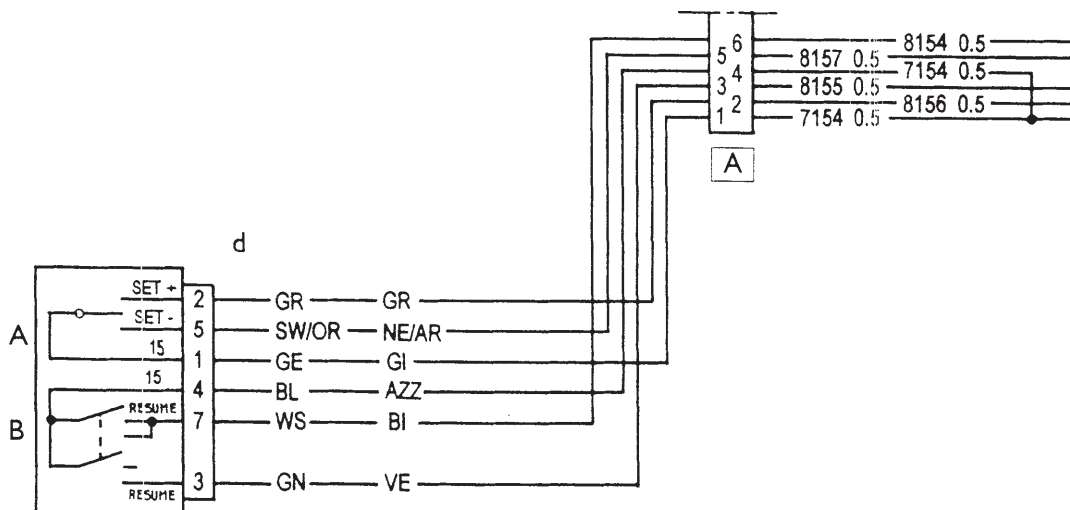 6 8154 0.5
5 8157 0.5
4 7154 0.5
3 8155 0.5
2 8156 0.5
1 7154 0.5
A
d
SET + 2 GR GR
A SET - 5 SW/OR NE/AR
15 1 GE GI
15 4 BL AZZ
B RESUME 7 WS BI
3 GN VE
RESUME